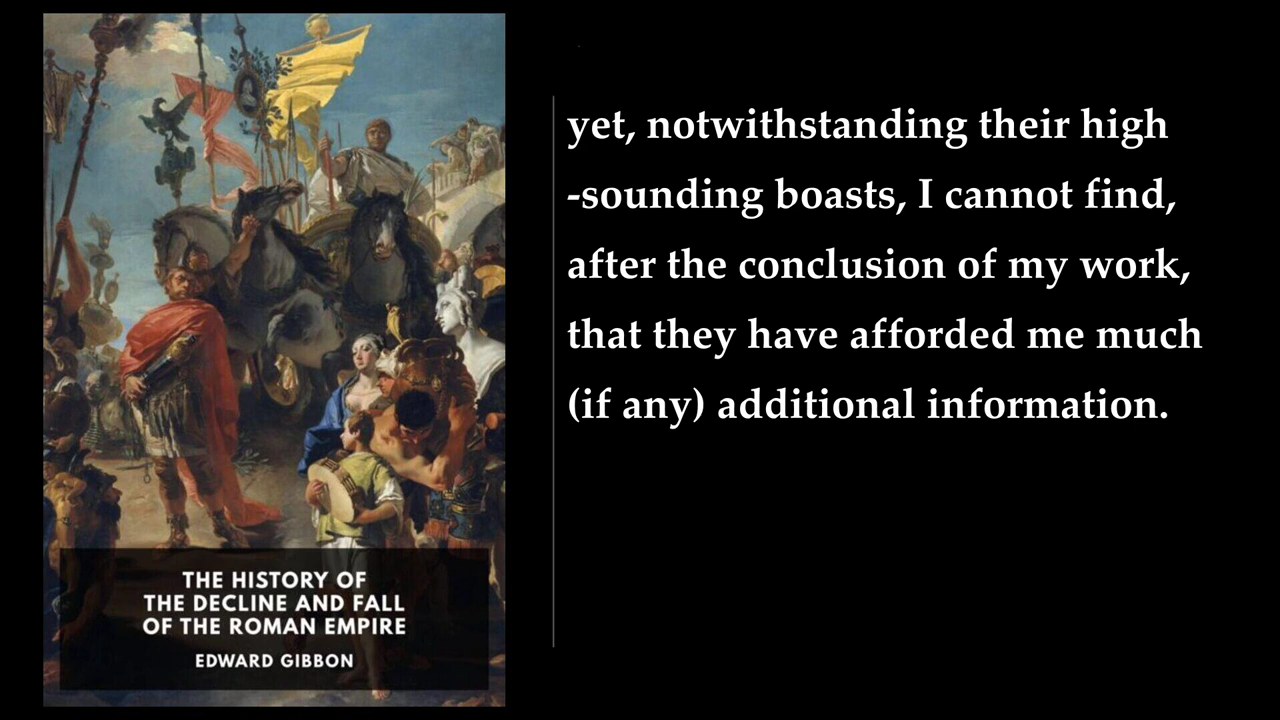 yet, notwithstanding their high
-sounding boasts, I cannot find,
after the conclusion of my work,
that they have afforded me much
(if any) additional information.
THE HISTORY OF
THE DECLINE AND FALL
OF THE ROMAN EMPIRE
EDWARD GIBBON